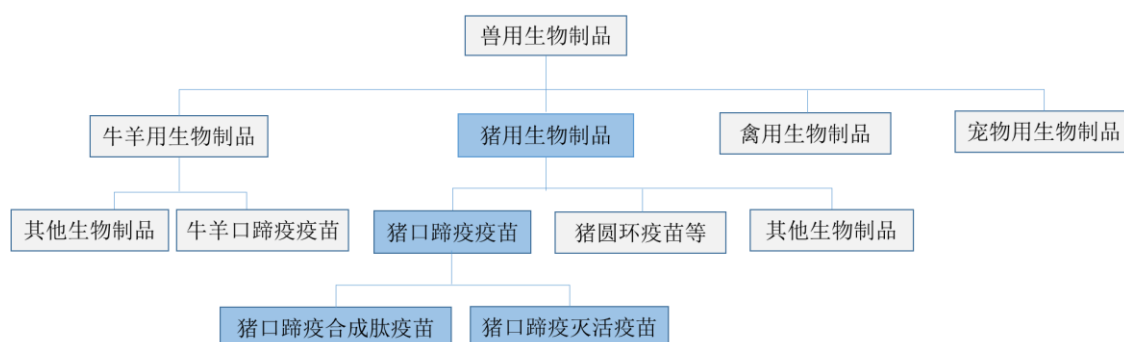 兽用生物制品
牛羊用生物制品
猪用生物制品
禽用生物制品
宠物用生物制品
其他生物制品
牛羊口蹄疫疫苗
猪口蹄疫疫苗
猪圆环疫苗等
其他生物制品
猪口蹄疫合成肽疫苗
猪口蹄疫灭活疫苗